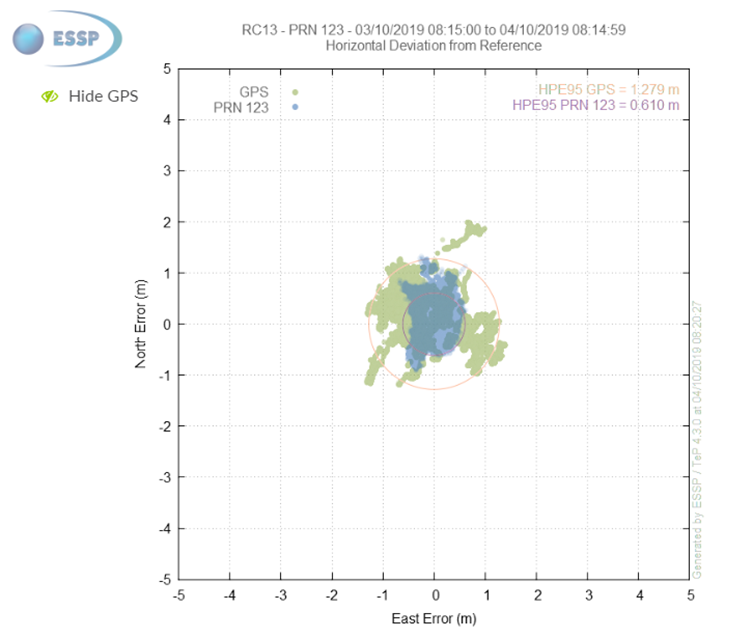 ESSP
RC13 - PRN 123 - 03/10/2019 08:15:00 to 04/10/2019 08:14:59
Horizontal Deviation from Reference
Hide GPS
GPS
PRN 123
HPE95 GPS = 1.279 m
HPE95 PRN 123 = 0.610 m
5
4
3
2
1
0
-1
-2
-3
-4
-5
North Error (m)
-5 -4 -3 -2 -1 0 1 2 3 4 5
East Error (m)
Generated by ESSP / TeP 4.3.0 at 04/10/2019 08:20:27